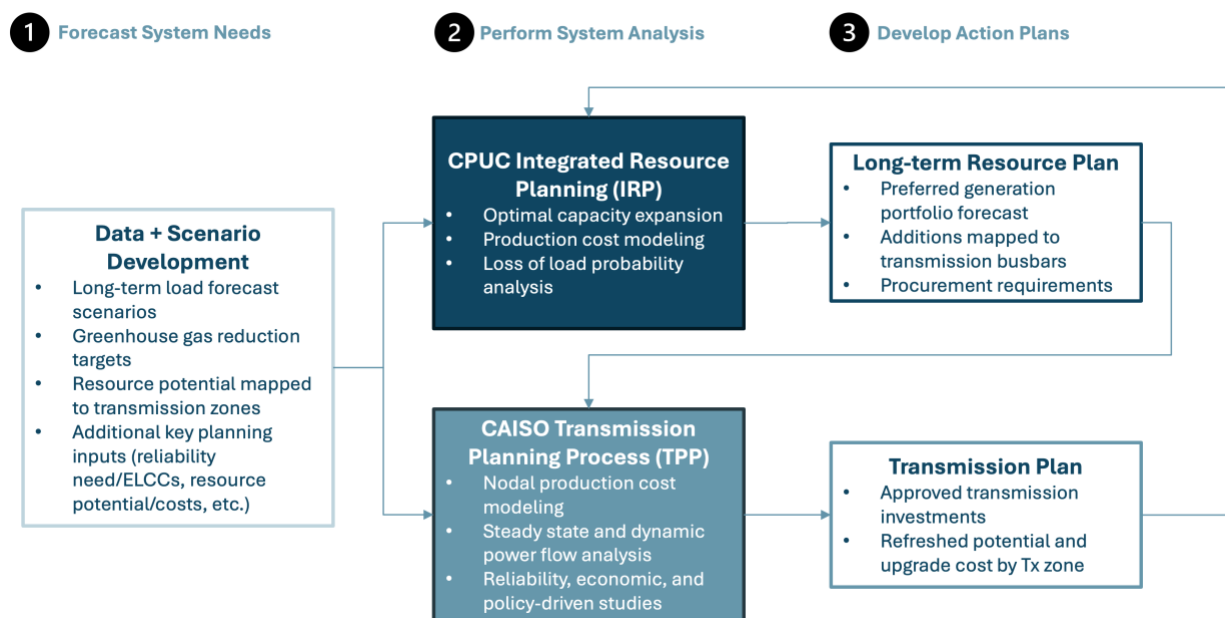 1 Forecast System Needs
2 Perform System Analysis
3 Develop Action Plans
Data + Scenario
Development
• Long-term load forecast
scenarios
• Greenhouse gas reduction
targets
• Resource potential mapped
to transmission zones
• Additional key planning
inputs (reliability
need/ELCCs, resource
potential/costs, etc.)
CPUC Integrated Resource
Planning (IRP)
• Optimal capacity expansion
• Production cost modeling
• Loss of load probability
analysis
Long-term Resource Plan
• Preferred generation
portfolio forecast
• Additions mapped to
transmission busbars
• Procurement requirements
CAISO Transmission
Planning Process (TPP)
• Nodal production cost
modeling
• Steady state and dynamic
power flow analysis
• Reliability, economic, and
policy-driven studies
Transmission Plan
• Approved transmission
investments
• Refreshed potential and
upgrade cost by Tx zone